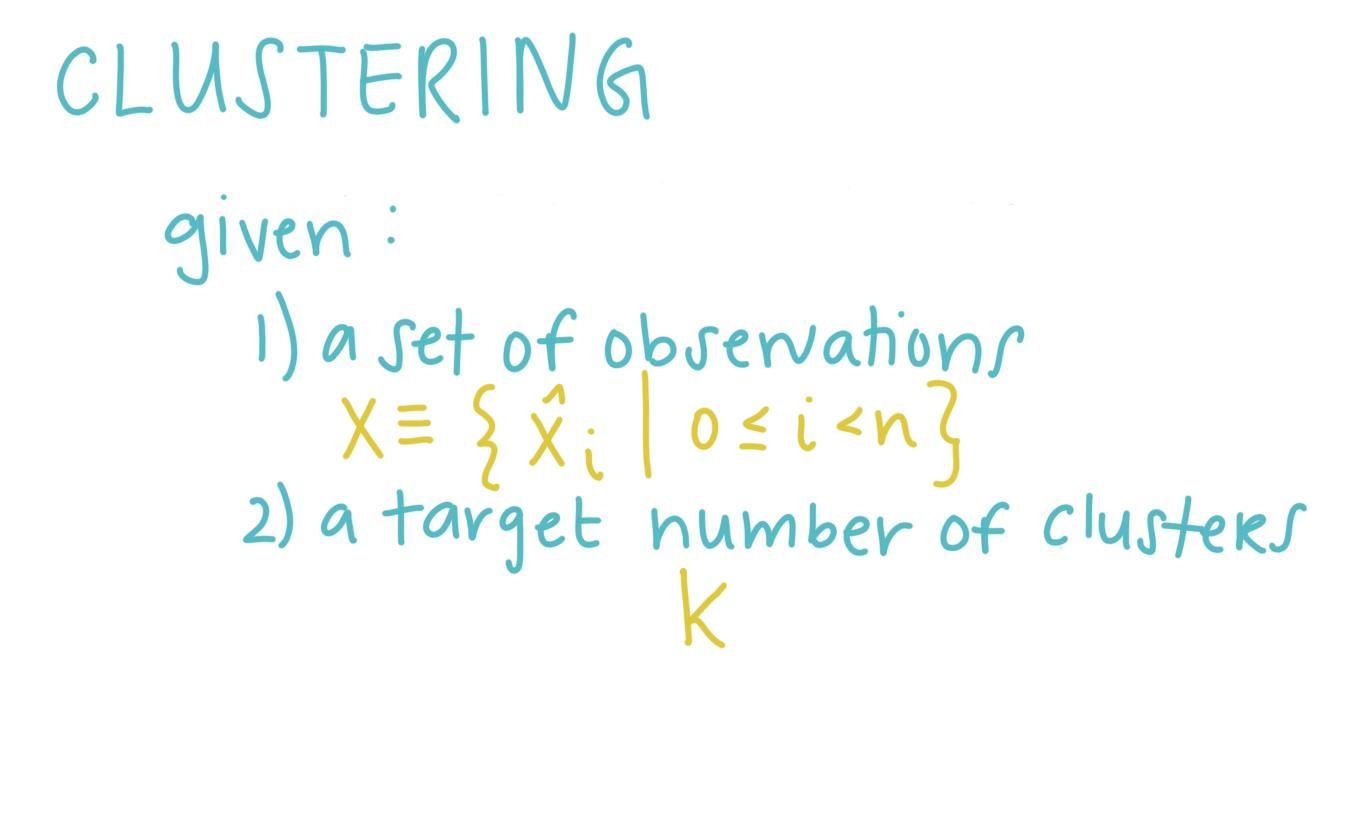 CLUSTERING
given :
1) a set of observations
X ≡ { x̂ᵢ | 0 ≤ i < n }
2) a target number of clusters
k